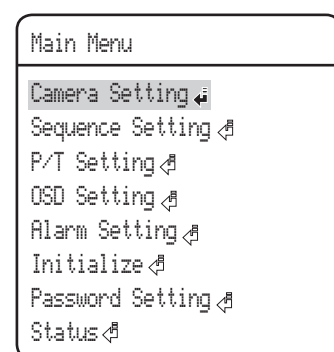 Main Menu
Camera Setting
Sequence Setting
P/T Setting
OSD Setting
Alarm Setting
Initialize
Password Setting
Status